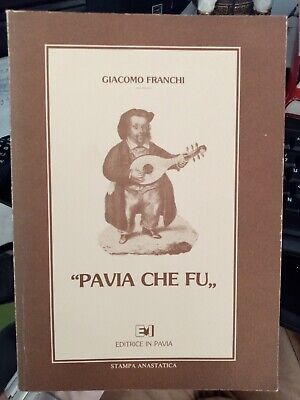 GIACOMO FRANCHI
“PAVIA CHE FU„
EDITRICE IN PAVIA
STAMPA ANASTATICA